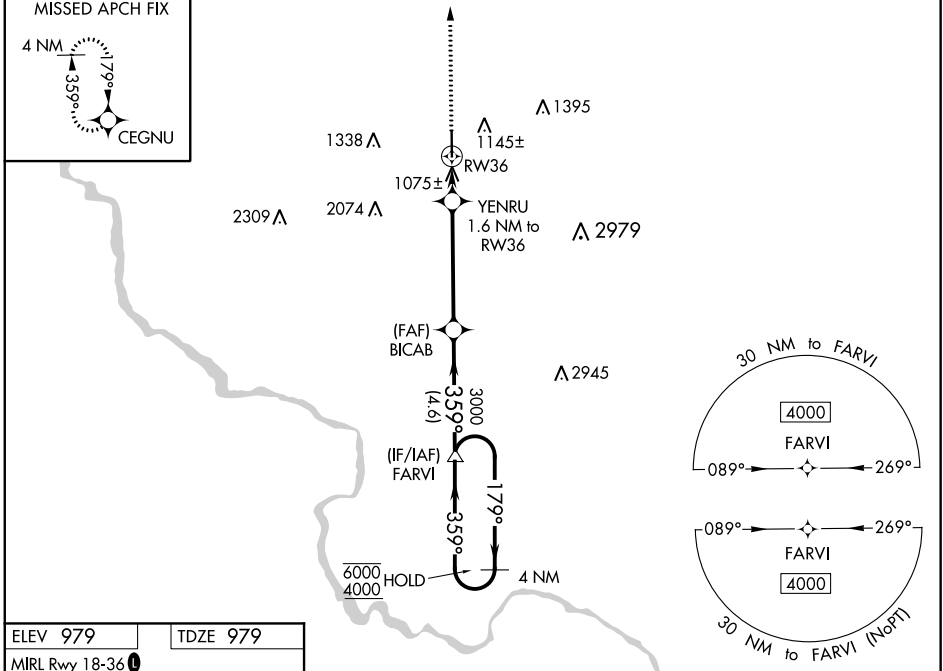 MISSED APCH FIX
4 NM
359°
179°
CEGNU
1395
1338
1145±
RW36
1075±
2309
2074
YENRU
1.6 NM to
RW36
2979
(FAF)
BICAB
2945
3000
359°
(4.6)
(IF/IAF)
FARVI
179°
359°
6000
4000
HOLD
4 NM
30 NM to FARVI
4000
FARVI
089°
269°
089°
269°
FARVI
4000
30 NM to FARVI (NoPT)
ELEV 979
TDZE 979
MIRL Rwy 18-36 L